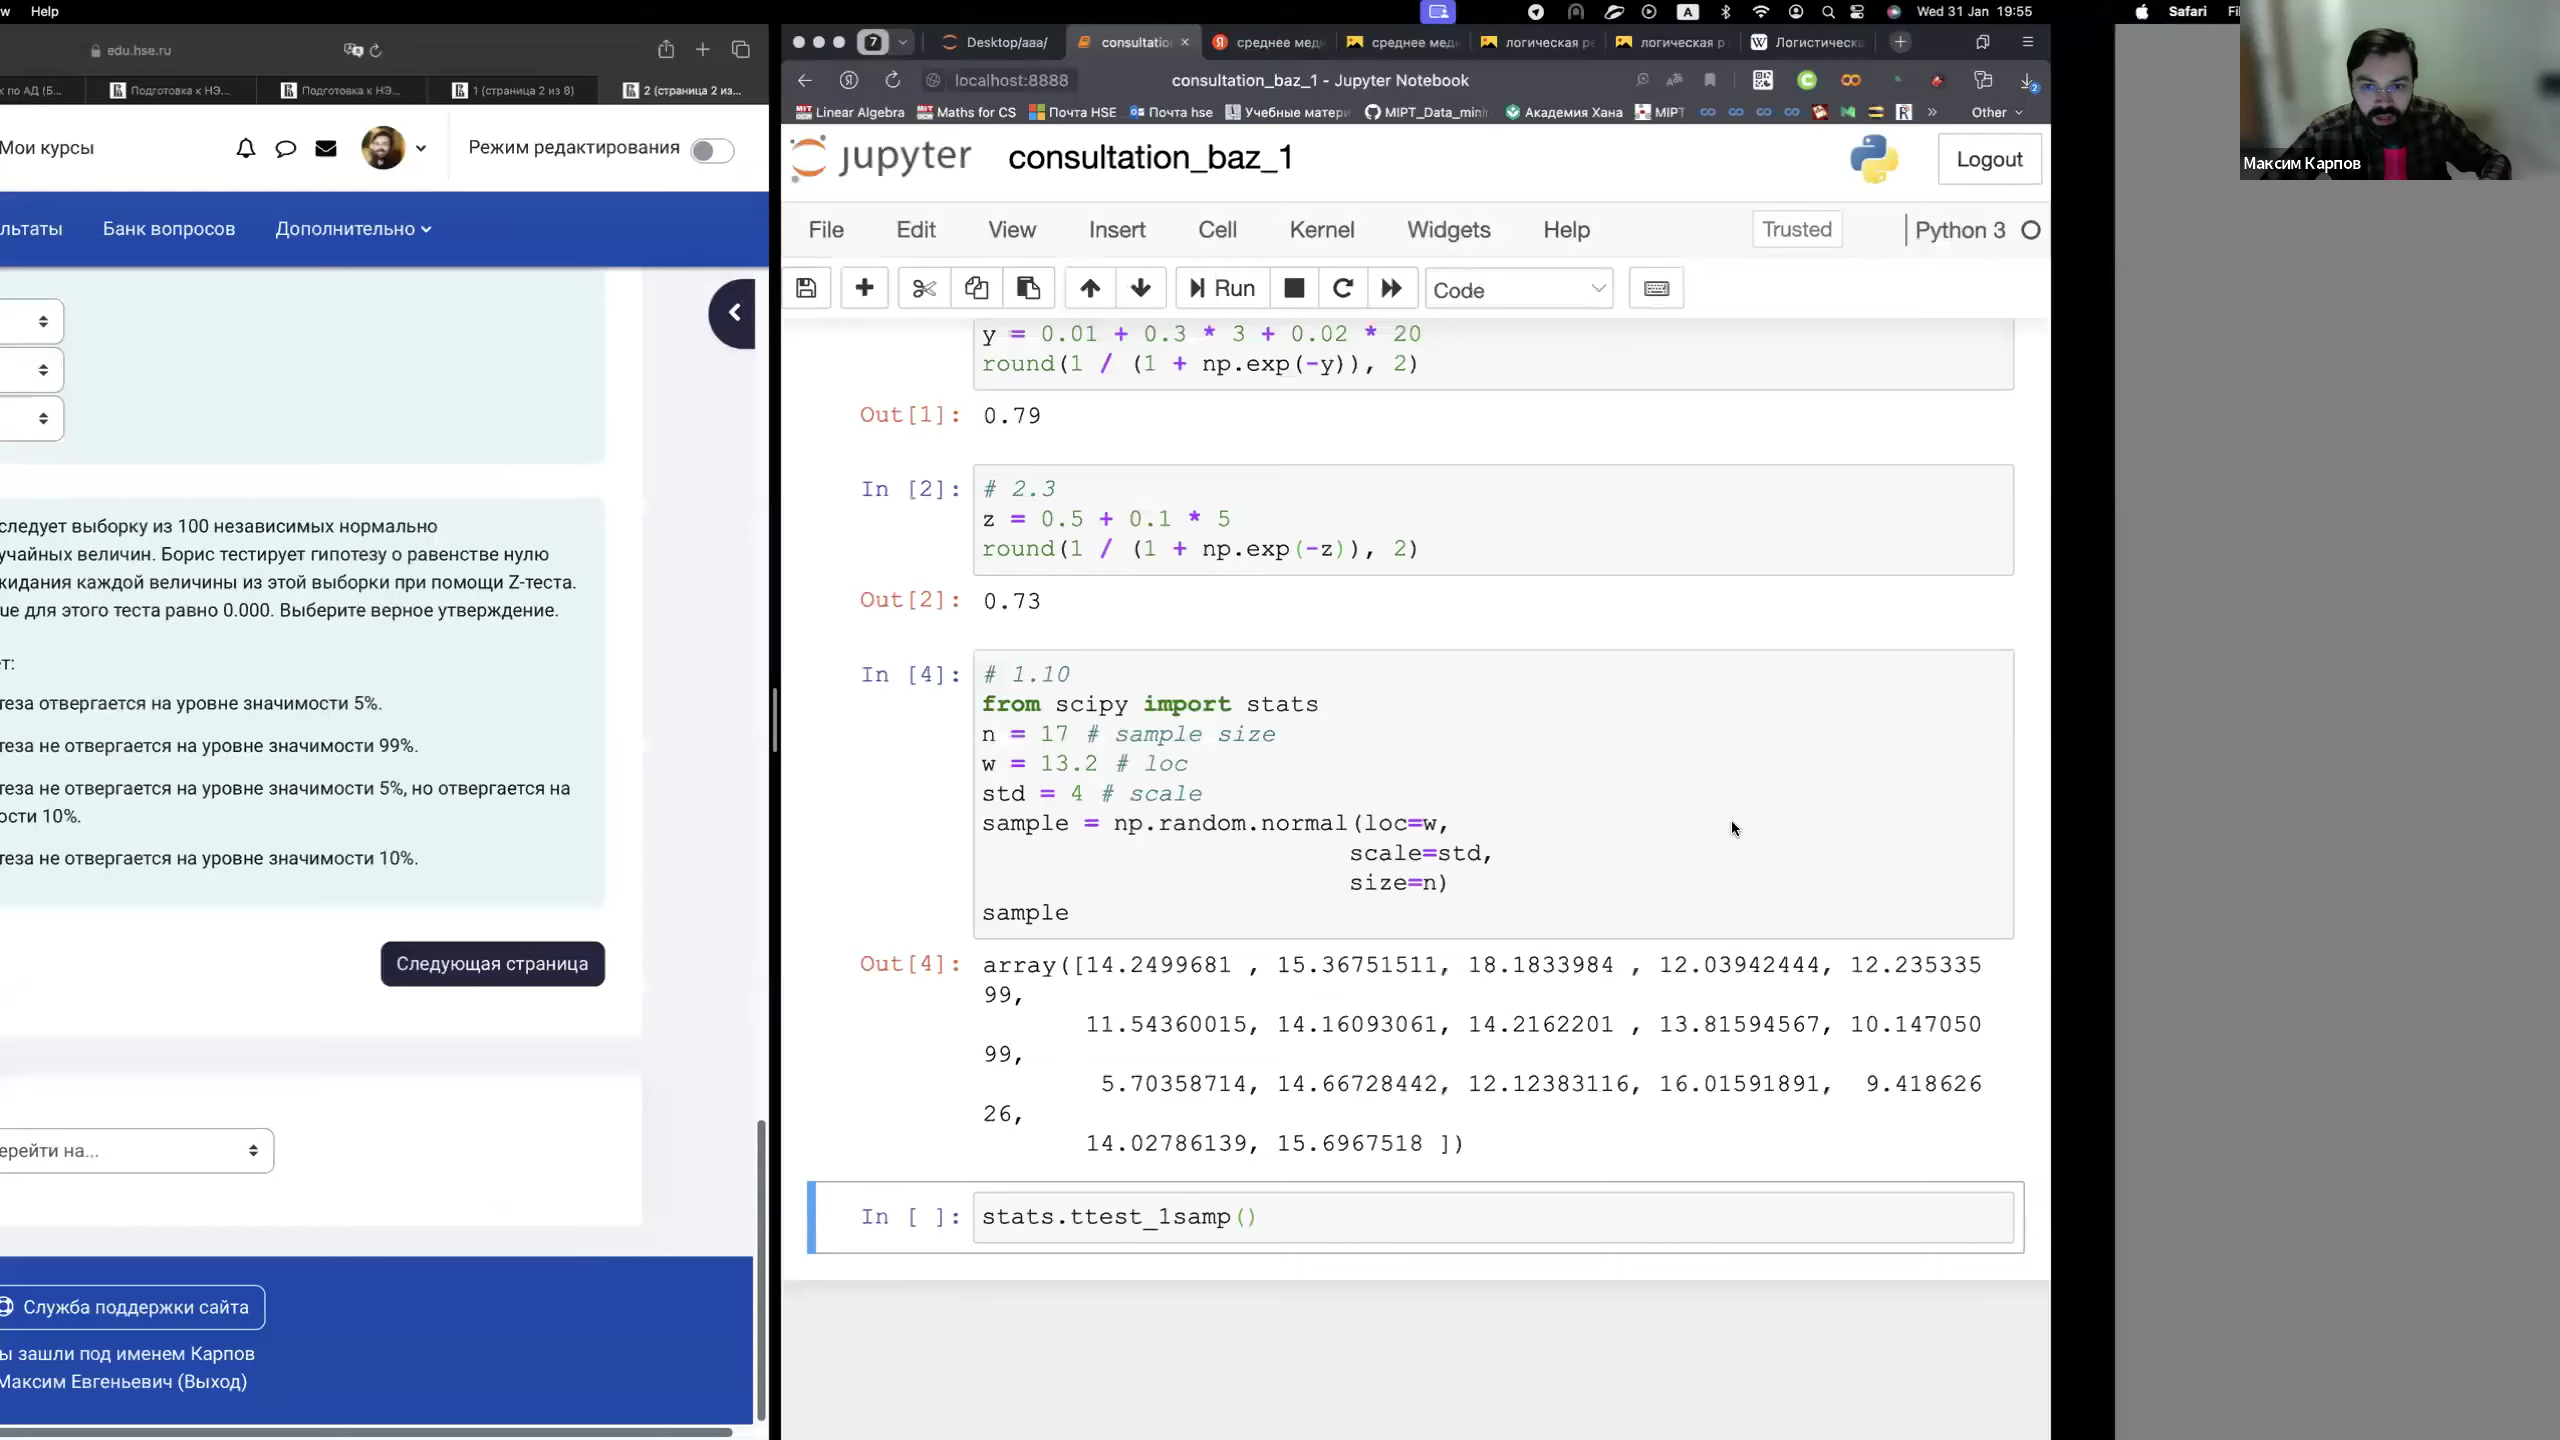 Help
Wed 31 Jan 19:55
Safari
edu.hse.ru
Подготовка к НЭ...
Подготовка к НЭ...
1 (страница 2 из 8)
2 (страница 2 из...
Мои курсы
Режим редактирования
Банк вопросов
Дополнительно
следует выборку из 100 независимых нормально
учайных величин. Борис тестирует гипотезу о равенстве нулю
жидания каждой величины из этой выборки при помощи Z-теста.
ue для этого теста равно 0.000. Выберите верное утверждение.
ет:
теза отвергается на уровне значимости 5%.
теза не отвергается на уровне значимости 99%.
теза не отвергается на уровне значимости 5%, но отвергается на
ости 10%.
теза не отвергается на уровне значимости 10%.
Следующая страница
ерейти на...
Служба поддержки сайта
ы зашли под именем Карпов
Максим Евгеньевич (Выход)
7
Desktop/aaa/
consultatio
среднее мед
среднее мед
логическая р
логическая р
Логистическа
localhost:8888
consultation_baz_1 - Jupyter Notebook
Linear Algebra
Maths for CS
Почта HSE
Почта hse
Учебные матери
MIPT_Data_mini
Академия Хана
MIPT
Other
jupyter
consultation_baz_1
Logout
File
Edit
View
Insert
Cell
Kernel
Widgets
Help
Trusted
Python 3
Run
Code
y = 0.01 + 0.3 * 3 + 0.02 * 20
round(1 / (1 + np.exp(-y)), 2)
Out[1]: 0.79
In [2]: # 2.3
z = 0.5 + 0.1 * 5
round(1 / (1 + np.exp(-z)), 2)
Out[2]: 0.73
In [4]: # 1.10
from scipy import stats
n = 17 # sample size
w = 13.2 # loc
std = 4 # scale
sample = np.random.normal(loc=w,
scale=std,
size=n)
sample
Out[4]: array([14.2499681 , 15.36751511, 18.1833984 , 12.03942444, 12.235335
99,
11.54360015, 14.16093061, 14.2162201 , 13.81594567, 10.147050
99,
5.70358714, 14.66728442, 12.12383116, 16.01591891, 9.418626
26,
14.02786139, 15.6967518 ])
In [ ]: stats.ttest_1samp()
Максим Карпов